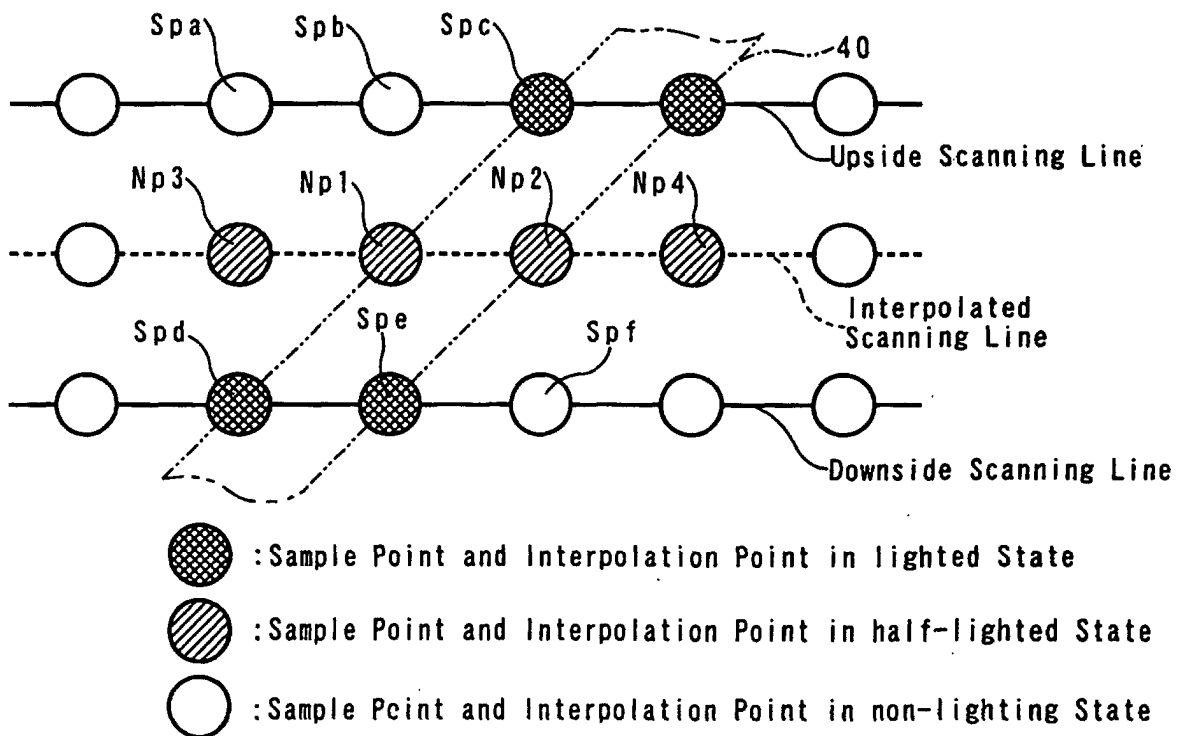 Spa Spb Spc 40
Upside Scanning Line
Np3 Np1 Np2 Np4
Interpolated
Scanning Line
Spd Spe Spf
Downside Scanning Line
:Sample Point and Interpolation Point in lighted State
:Sample Point and Interpolation Point in half-lighted State
:Sample Pcint and Interpolation Point in non-lighting State